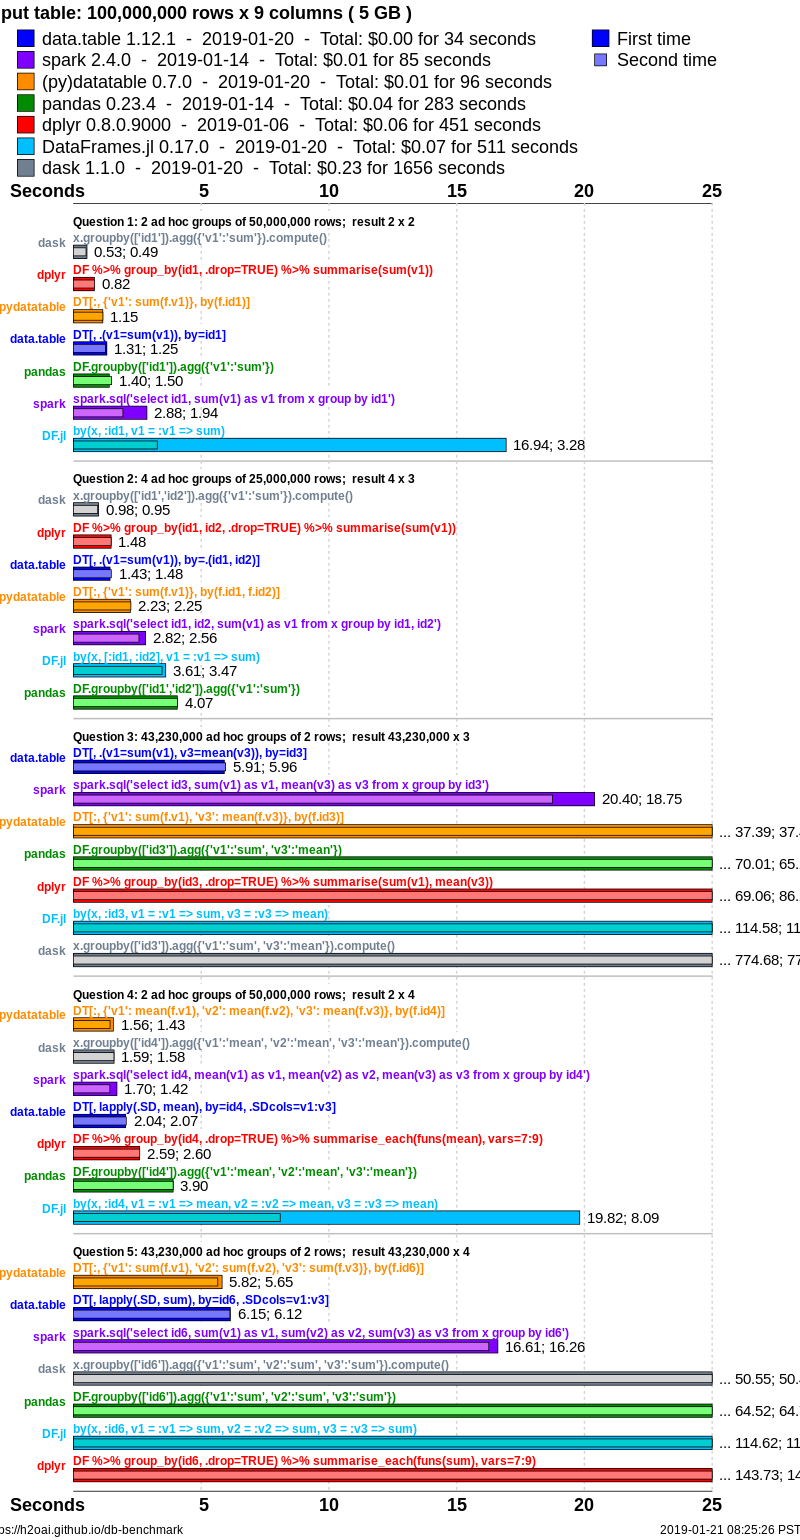 put table: 100,000,000 rows x 9 columns ( 5 GB )
data.table 1.12.1 - 2019-01-20 - Total: $0.00 for 34 seconds
First time
spark 2.4.0 - 2019-01-14 - Total: $0.01 for 85 seconds
Second time
(py)datatable 0.7.0 - 2019-01-20 - Total: $0.01 for 96 seconds
pandas 0.23.4 - 2019-01-14 - Total: $0.04 for 283 seconds
dplyr 0.8.0.9000 - 2019-01-06 - Total: $0.06 for 451 seconds
DataFrames.jl 0.17.0 - 2019-01-20 - Total: $0.07 for 511 seconds
dask 1.1.0 - 2019-01-20 - Total: $0.23 for 1656 seconds
Seconds 5 10 15 20 25
Question 1: 2 ad hoc groups of 50,000,000 rows; result 2 x 2
x.groupby(['id1']).agg({'v1':'sum'}).compute()
dask 0.53; 0.49
DF %>% group_by(id1, .drop=TRUE) %>% summarise(sum(v1))
dplyr 0.82
DT[:, {'v1': sum(f.v1)}, by(f.id1)]
pydatatable 1.15
DT[, .(v1=sum(v1)), by=id1]
data.table 1.31; 1.25
DF.groupby(['id1']).agg({'v1':'sum'})
pandas 1.40; 1.50
spark.sql('select id1, sum(v1) as v1 from x group by id1')
spark 2.88; 1.94
by(x, :id1, v1 = :v1 => sum)
DF.jl 16.94; 3.28
Question 2: 4 ad hoc groups of 25,000,000 rows; result 4 x 3
x.groupby(['id1','id2']).agg({'v1':'sum'}).compute()
dask 0.98; 0.95
DF %>% group_by(id1, id2, .drop=TRUE) %>% summarise(sum(v1))
dplyr 1.48
DT[, .(v1=sum(v1)), by=.(id1, id2)]
data.table 1.43; 1.48
DT[:, {'v1': sum(f.v1)}, by(f.id1, f.id2)]
pydatatable 2.23; 2.25
spark.sql('select id1, id2, sum(v1) as v1 from x group by id1, id2')
spark 2.82; 2.56
by(x, [:id1, :id2], v1 = :v1 => sum)
DF.jl 3.61; 3.47
DF.groupby(['id1','id2']).agg({'v1':'sum'})
pandas 4.07
Question 3: 43,230,000 ad hoc groups of 2 rows; result 43,230,000 x 3
DT[, .(v1=sum(v1), v3=mean(v3)), by=id3]
data.table 5.91; 5.96
spark.sql('select id3, sum(v1) as v1, mean(v3) as v3 from x group by id3')
spark 20.40; 18.75
DT[:, {'v1': sum(f.v1), 'v3': mean(f.v3)}, by(f.id3)]
pydatatable ... 37.39; 37.
DF.groupby(['id3']).agg({'v1':'sum', 'v3':'mean'})
pandas ... 70.01; 65.
DF %>% group_by(id3, .drop=TRUE) %>% summarise(sum(v1), mean(v3))
dplyr ... 69.06; 86.
by(x, :id3, v1 = :v1 => sum, v3 = :v3 => mean)
DF.jl ... 114.58; 11
x.groupby(['id3']).agg({'v1':'sum', 'v3':'mean'}).compute()
dask ... 774.68; 77
Question 4: 2 ad hoc groups of 50,000,000 rows; result 2 x 4
DT[:, {'v1': mean(f.v1), 'v2': mean(f.v2), 'v3': mean(f.v3)}, by(f.id4)]
pydatatable 1.56; 1.43
x.groupby(['id4']).agg({'v1':'mean', 'v2':'mean', 'v3':'mean'}).compute()
dask 1.59; 1.58
spark.sql('select id4, mean(v1) as v1, mean(v2) as v2, mean(v3) as v3 from x group by id4')
spark 1.70; 1.42
DT[, lapply(.SD, mean), by=id4, .SDcols=v1:v3]
data.table 2.04; 2.07
DF %>% group_by(id4, .drop=TRUE) %>% summarise_each(funs(mean), vars=7:9)
dplyr 2.59; 2.60
DF.groupby(['id4']).agg({'v1':'mean', 'v2':'mean', 'v3':'mean'})
pandas 3.90
by(x, :id4, v1 = :v1 => mean, v2 = :v2 => mean, v3 = :v3 => mean)
DF.jl 19.82; 8.09
Question 5: 43,230,000 ad hoc groups of 2 rows; result 43,230,000 x 4
DT[:, {'v1': sum(f.v1), 'v2': sum(f.v2), 'v3': sum(f.v3)}, by(f.id6)]
pydatatable 5.82; 5.65
DT[, lapply(.SD, sum), by=id6, .SDcols=v1:v3]
data.table 6.15; 6.12
spark.sql('select id6, sum(v1) as v1, sum(v2) as v2, sum(v3) as v3 from x group by id6')
spark 16.61; 16.26
x.groupby(['id6']).agg({'v1':'sum', 'v2':'sum', 'v3':'sum'}).compute()
dask ... 50.55; 50.
DF.groupby(['id6']).agg({'v1':'sum', 'v2':'sum', 'v3':'sum'})
pandas ... 64.52; 64.
by(x, :id6, v1 = :v1 => sum, v2 = :v2 => sum, v3 = :v3 => sum)
DF.jl ... 114.62; 11
DF %>% group_by(id6, .drop=TRUE) %>% summarise_each(funs(sum), vars=7:9)
dplyr ... 143.73; 14
Seconds 5 10 15 20 25
ps://h2oai.github.io/db-benchmark
2019-01-21 08:25:26 PST